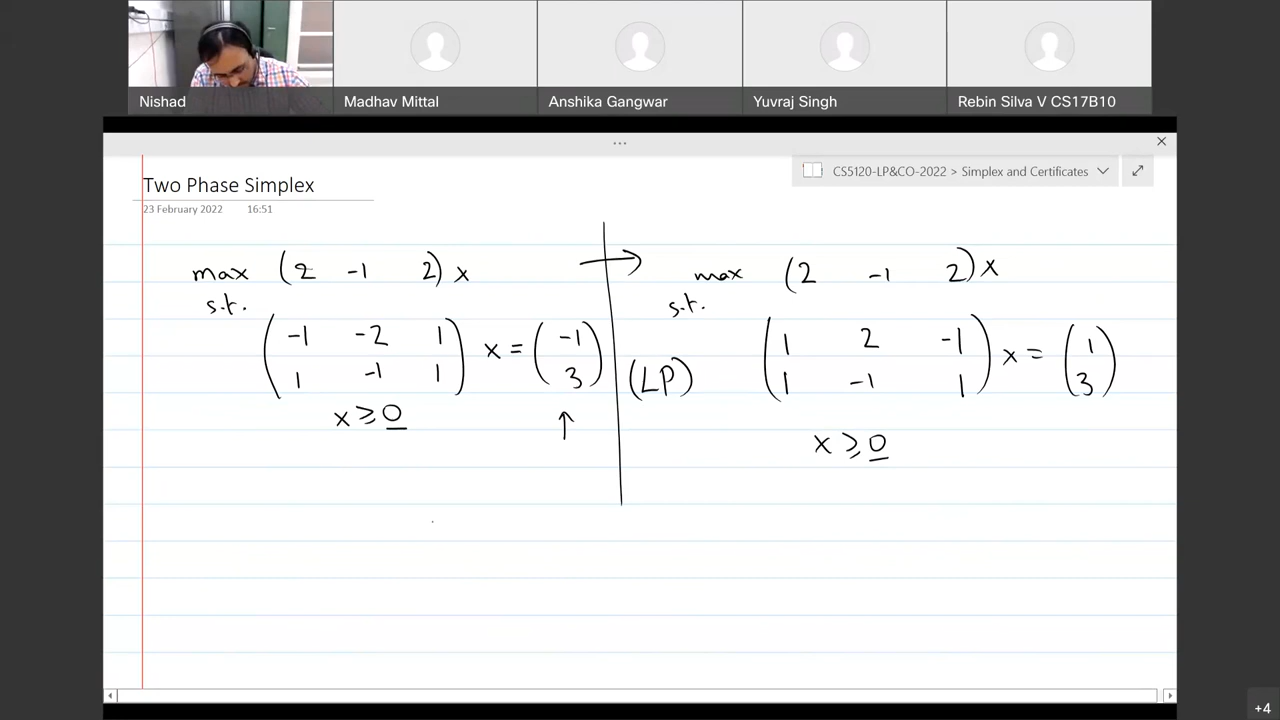 Nishad
Madhav Mittal
Anshika Gangwar
Yuvraj Singh
Rebin Silva V CS17B10
CS5120-LP&CO-2022 > Simplex and Certificates
Two Phase Simplex
23 February 2022 16:51
max (2 -1 2) x
s.t.
(-1 -2 1
1 -1 1) x = (-1
3)
x ≥ 0
↑
→
(LP)
max (2 -1 2) x
s.t.
(1 2 -1
1 -1 1) x = (1
3)
x ≥ 0
+4